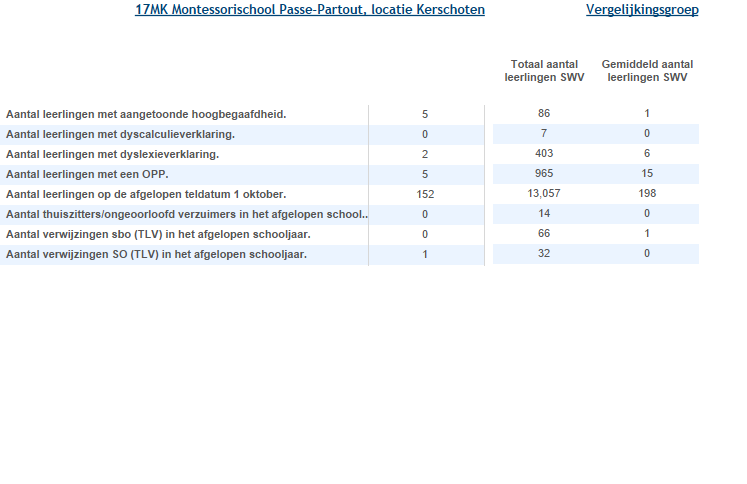 17MK Montessorischool Passe-Partout, locatie Kerschoten Vergelijkingsgroep
Totaal aantal leerlingen SWV Gemiddeld aantal leerlingen SWV
Aantal leerlingen met aangetoonde hoogbegaafdheid. 5 86 1
Aantal leerlingen met dyscalculieverklaring. 0 7 0
Aantal leerlingen met dyslexieverklaring. 2 403 6
Aantal leerlingen met een OPP. 5 965 15
Aantal leerlingen op de afgelopen teldatum 1 oktober. 152 13,057 198
Aantal thuiszitters/ongeoorloofd verzuimers in het afgelopen school.. 0 14 0
Aantal verwijzingen sbo (TLV) in het afgelopen schooljaar. 0 66 1
Aantal verwijzingen SO (TLV) in het afgelopen schooljaar. 1 32 0